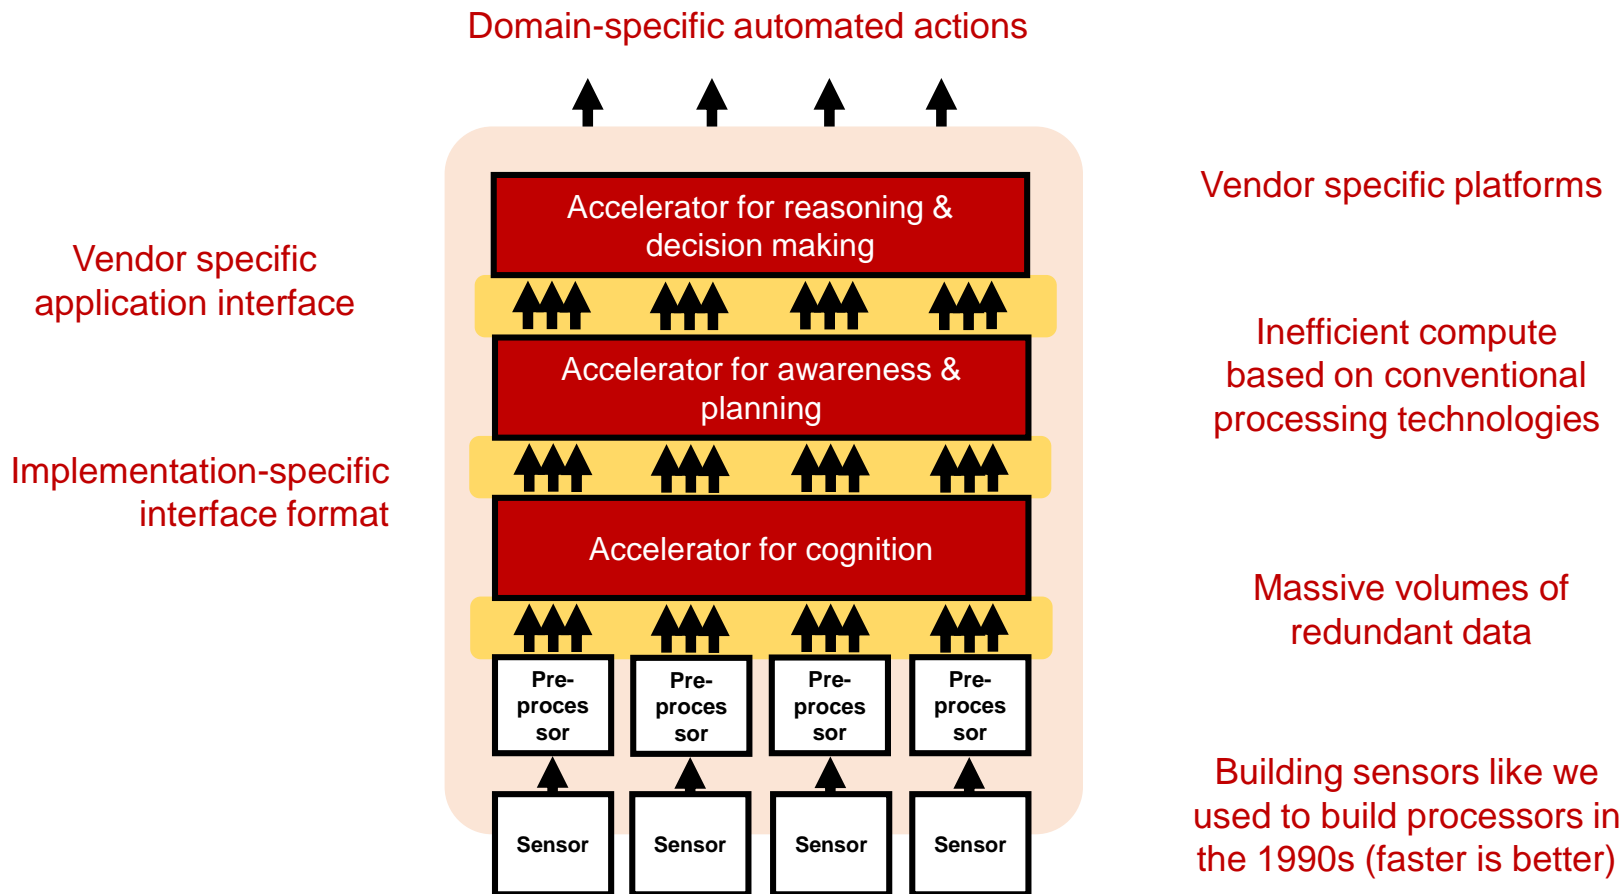 Domain-specific automated actions
Accelerator for reasoning &
decision making
Vendor specific platforms
Vendor specific
application interface
Accelerator for awareness &
planning
Inefficient compute
based on conventional
processing technologies
Implementation-specific
interface format
Accelerator for cognition
Massive volumes of
redundant data
Pre-
proces
sor
Pre-
proces
sor
Pre-
proces
sor
Pre-
proces
sor
Sensor
Sensor
Sensor
Sensor
Building sensors like we
used to build processors in
the 1990s (faster is better)